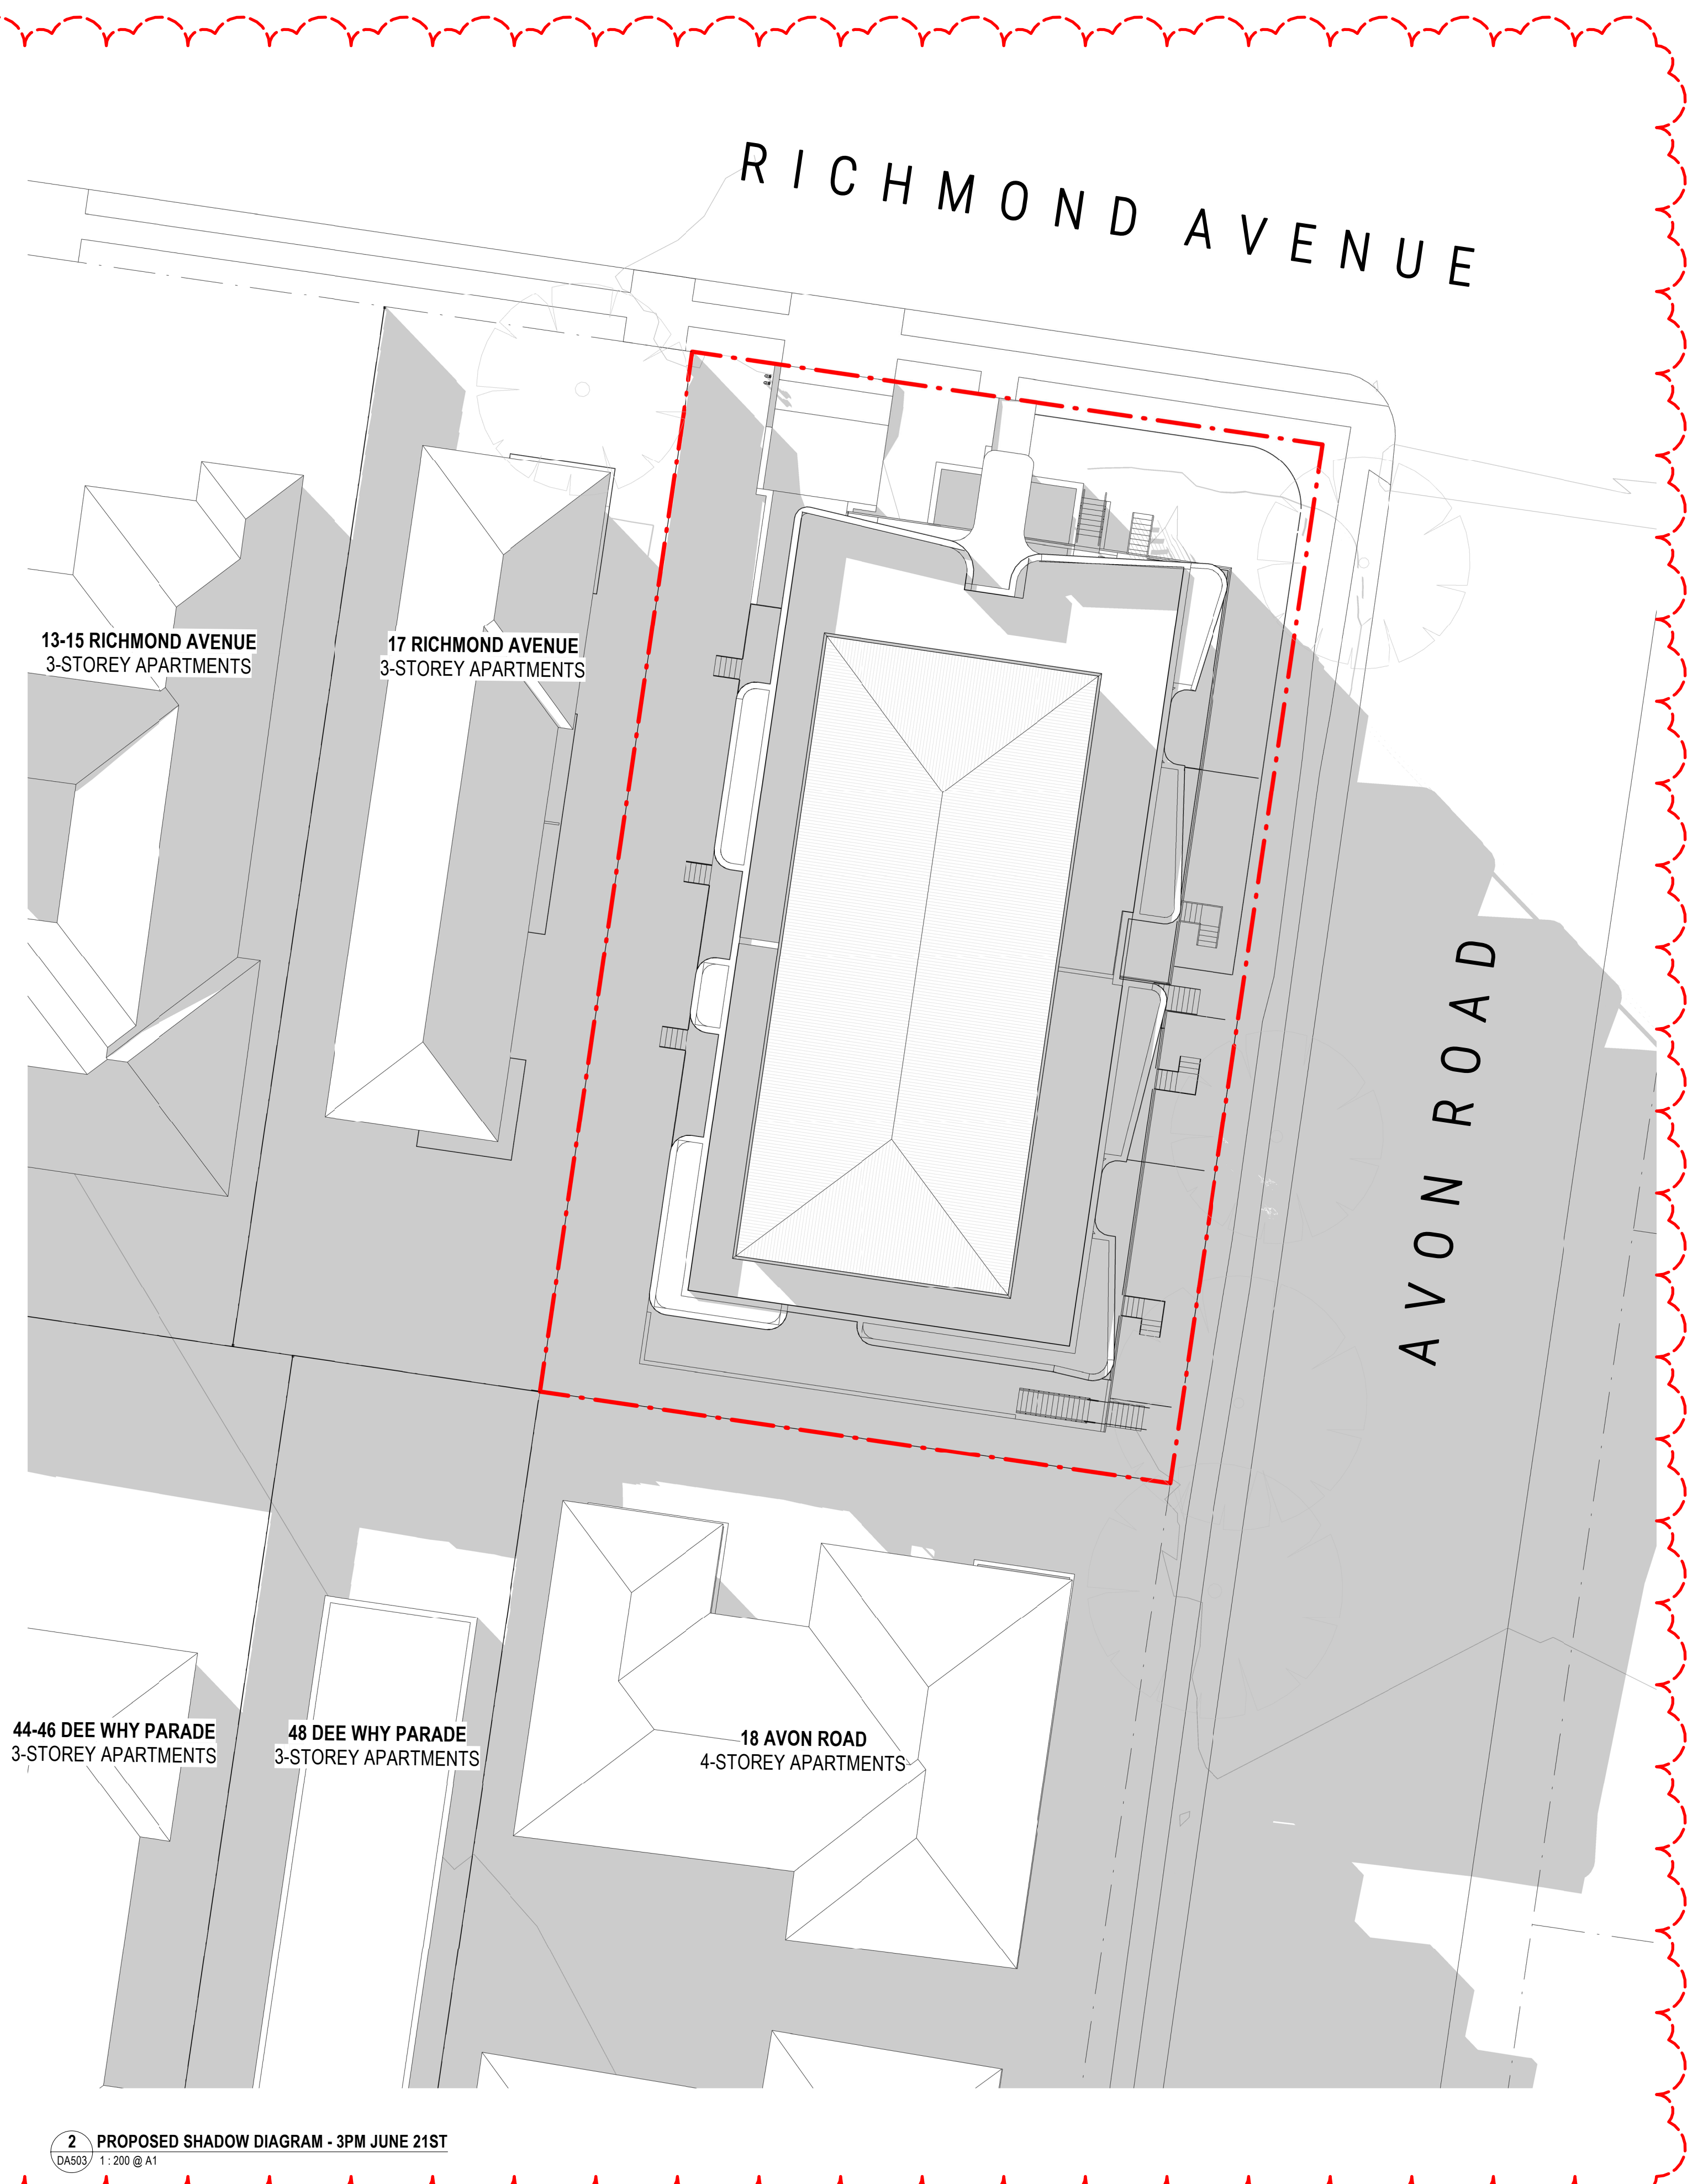 RICHMOND AVENUE
13-15 RICHMOND AVENUE
3-STOREY APARTMENTS
17 RICHMOND AVENUE
3-STOREY APARTMENTS
AVON ROAD
44-46 DEE WHY PARADE
3-STOREY APARTMENTS
48 DEE WHY PARADE
3-STOREY APARTMENTS
18 AVON ROAD
4-STOREY APARTMENTS
2
DA503
PROPOSED SHADOW DIAGRAM - 3PM JUNE 21ST
1 : 200 @ A1